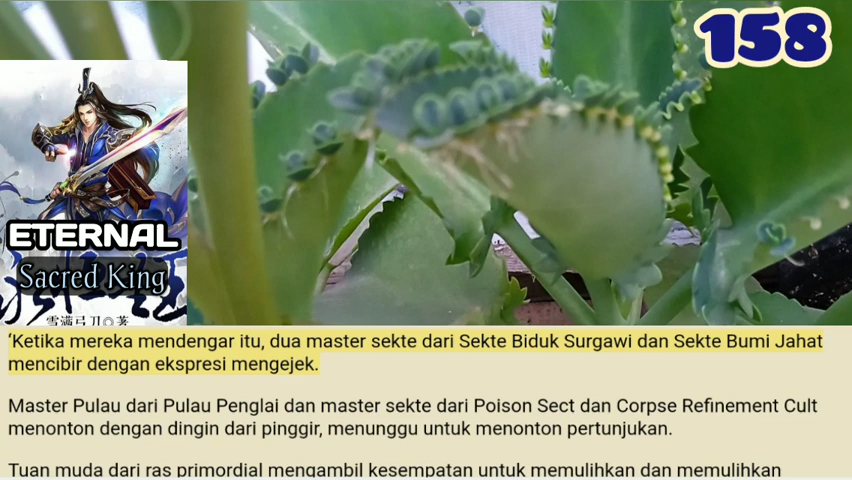 158
ETERNAL
Sacred King
雪满弓刀◎著
‘Ketika mereka mendengar itu, dua master sekte dari Sekte Biduk Surgawi dan Sekte Bumi Jahat
mencibir dengan ekspresi mengejek.
Master Pulau dari Pulau Penglai dan master sekte dari Poison Sect dan Corpse Refinement Cult
menonton dengan dingin dari pinggir, menunggu untuk menonton pertunjukan.
Tuan muda dari ras primordial mengambil kesempatan untuk memulihkan dan memulihkan